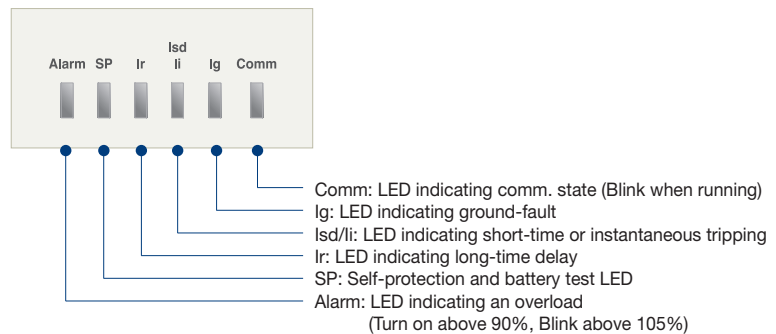 Isd
Alarm SP Ir Ii Ig Comm
Comm: LED indicating comm. state (Blink when running)
Ig: LED indicating ground-fault
Isd/Ii: LED indicating short-time or instantaneous tripping
Ir: LED indicating long-time delay
SP: Self-protection and battery test LED
Alarm: LED indicating an overload
(Turn on above 90%, Blink above 105%)